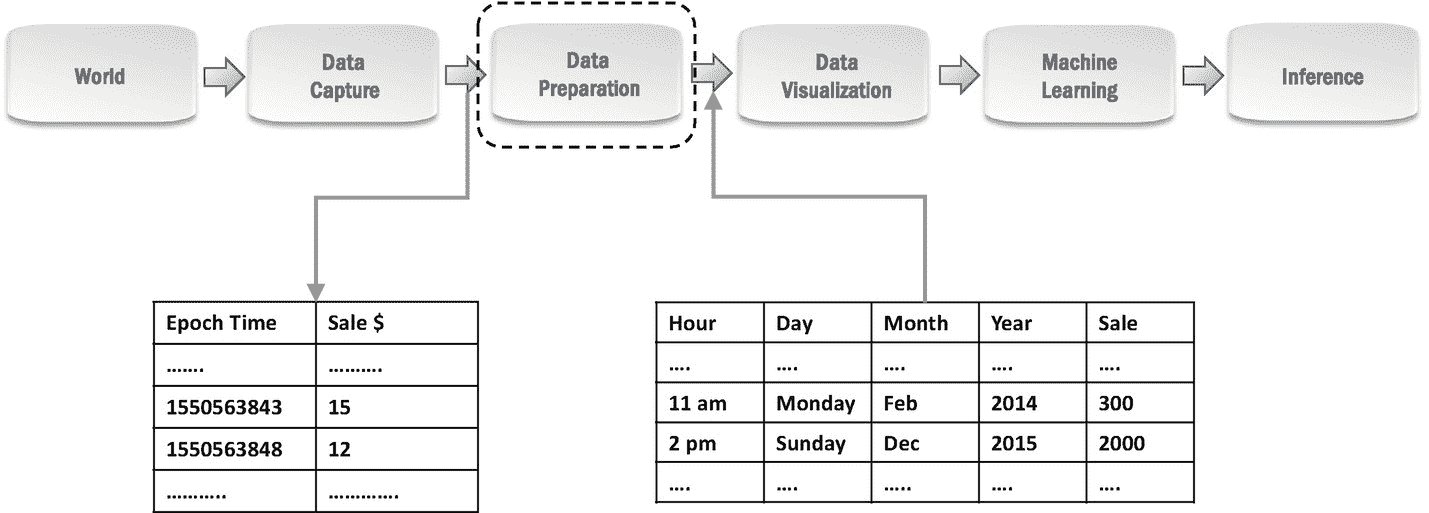 World
Data
Capture
Data
Preparation
Data
Visualization
Machine
Learning
Inference
Epoch Time Sale $
....... ..........
1550563843 15
1550563848 12
........... .............
Hour Day Month Year Sale
.... .... .... .... ....
11 am Monday Feb 2014 300
2 pm Sunday Dec 2015 2000
.... .... ..... .... ....